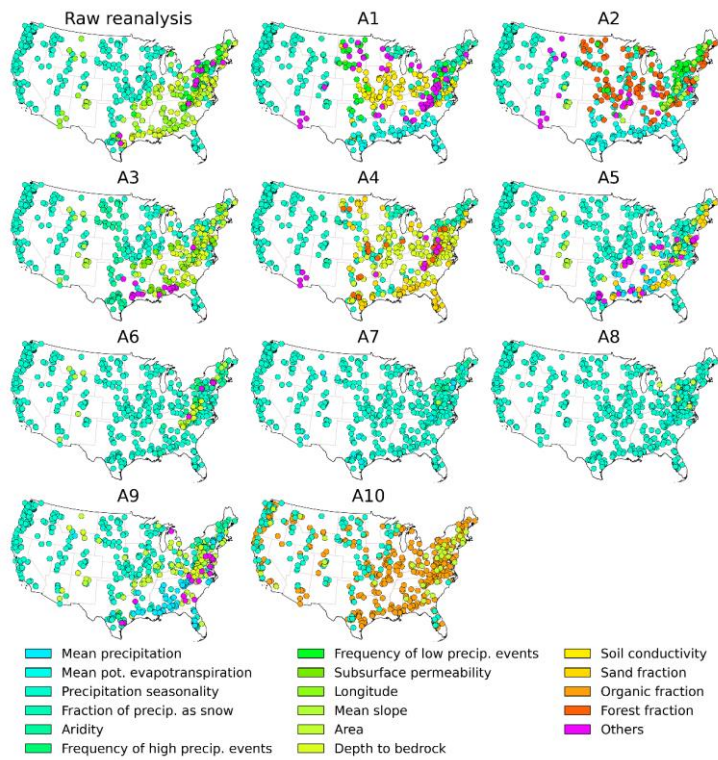 Raw reanalysis
A1
A2
A3
A4
A5
A6
A7
A8
A9
A10
Mean precipitation
Mean pot. evapotranspiration
Precipitation seasonality
Fraction of precip. as snow
Aridity
Frequency of high precip. events
Frequency of low precip. events
Subsurface permeability
Longitude
Mean slope
Area
Depth to bedrock
Soil conductivity
Sand fraction
Organic fraction
Forest fraction
Others